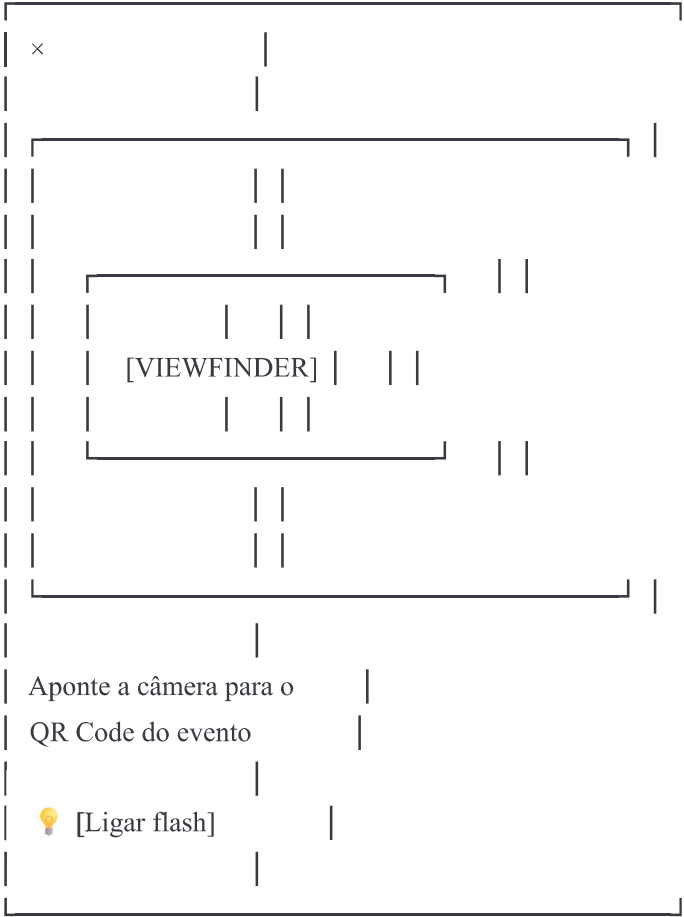 ×
[VIEWFINDER]
Aponte a câmera para o
QR Code do evento
💡 [Ligar flash]